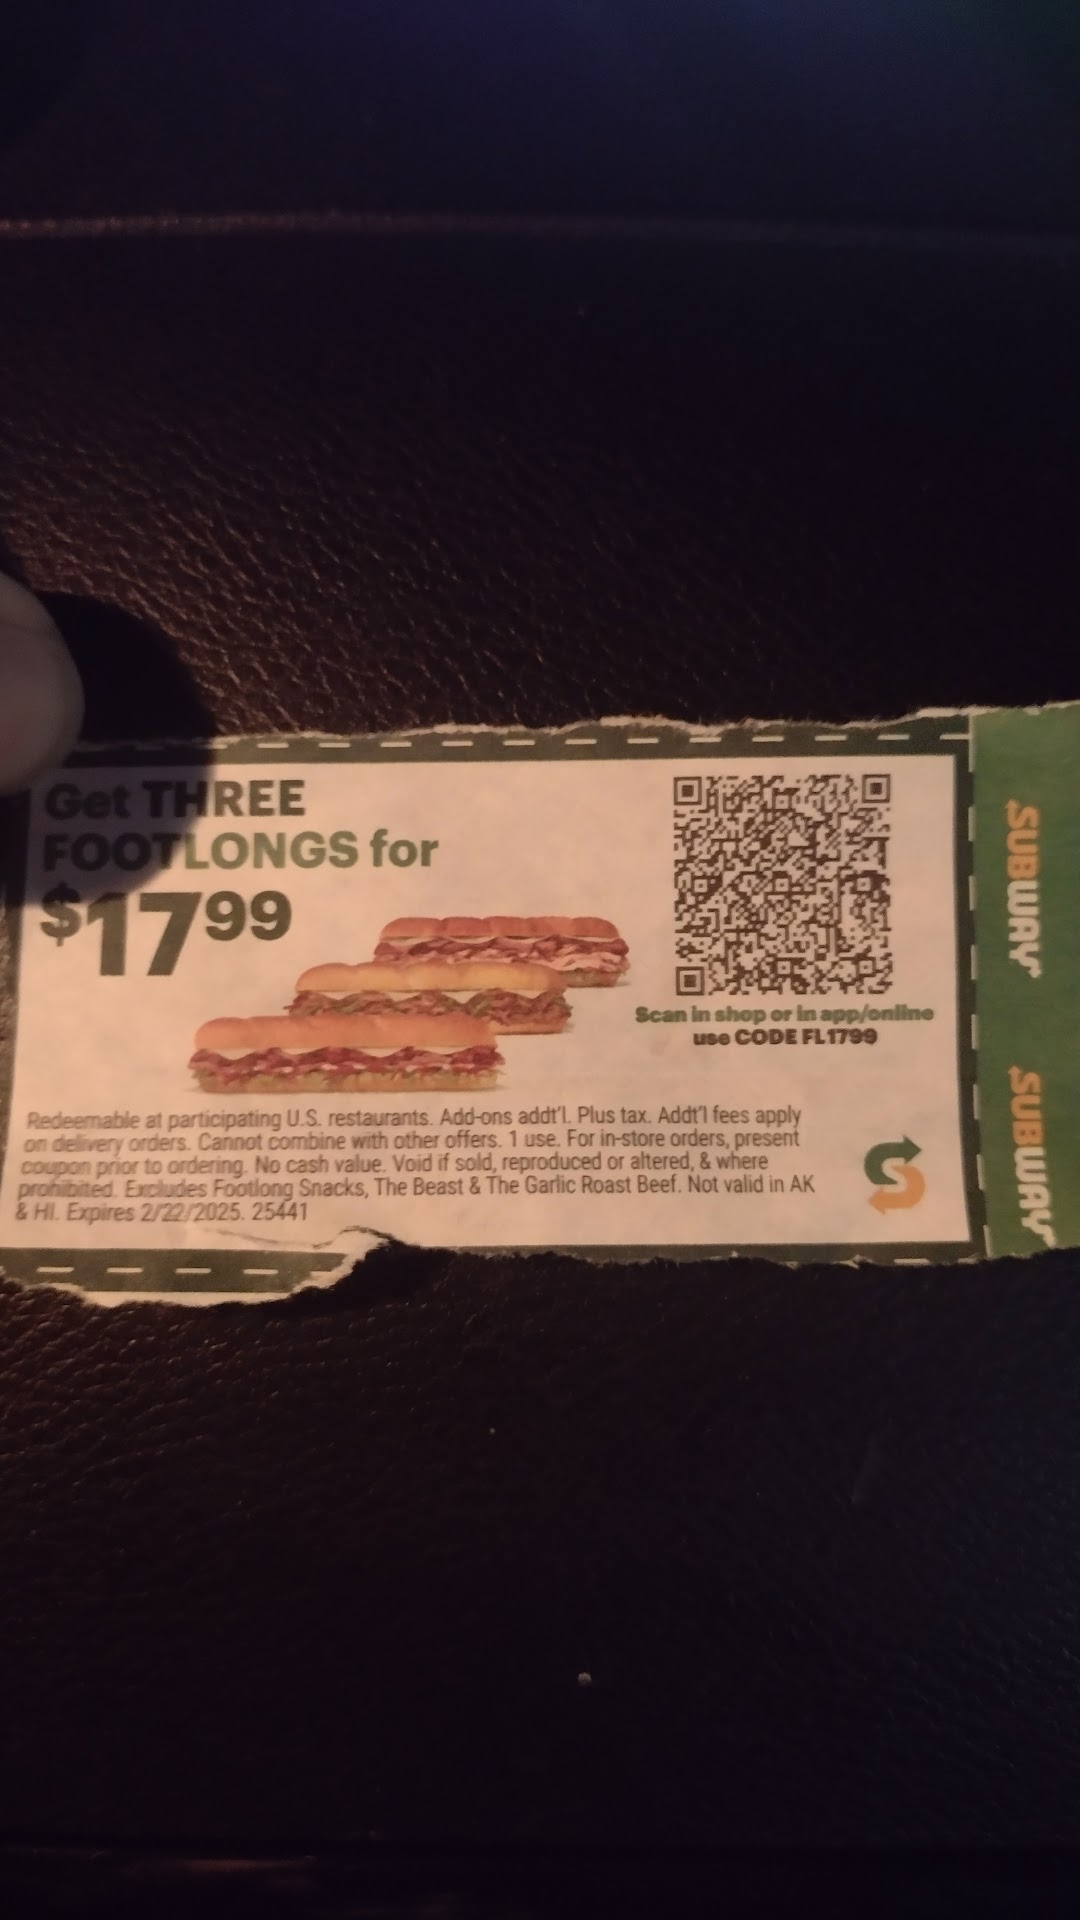 Get THREE
FOOTLONGS for
$17⁹⁹
Scan in shop or in app/online
use CODE FL1799
Redeemable at participating U.S. restaurants. Add-ons addt'l. Plus tax. Addt'l fees apply
on delivery orders. Cannot combine with other offers. 1 use. For in-store orders, present
coupon prior to ordering. No cash value. Void if sold, reproduced or altered, & where
prohibited. Excludes Footlong Snacks, The Beast & The Garlic Roast Beef. Not valid in AK
& HI. Expires 2/22/2025. 25441
SUBWAY
SUBWAY